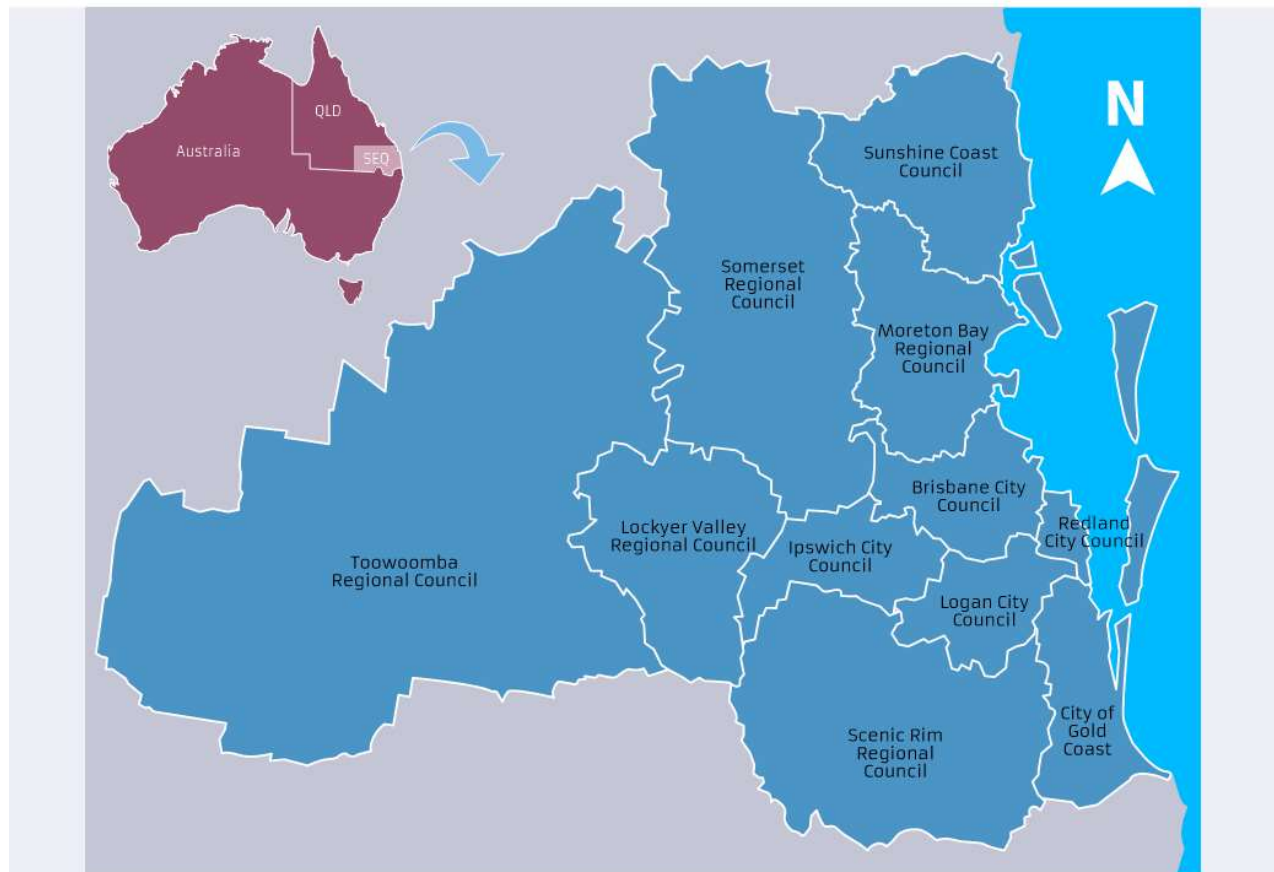 QLD
Australia
SEQ
N
Sunshine Coast
Council
Somerset
Regional
Council
Moreton Bay
Regional
Council
Brisbane City
Council
Redland
City Council
Lockyer Valley
Regional Council
Ipswich City
Council
Toowoomba
Regional Council
Logan City
Council
Scenic Rim
Regional
Council
City of
Gold
Coast